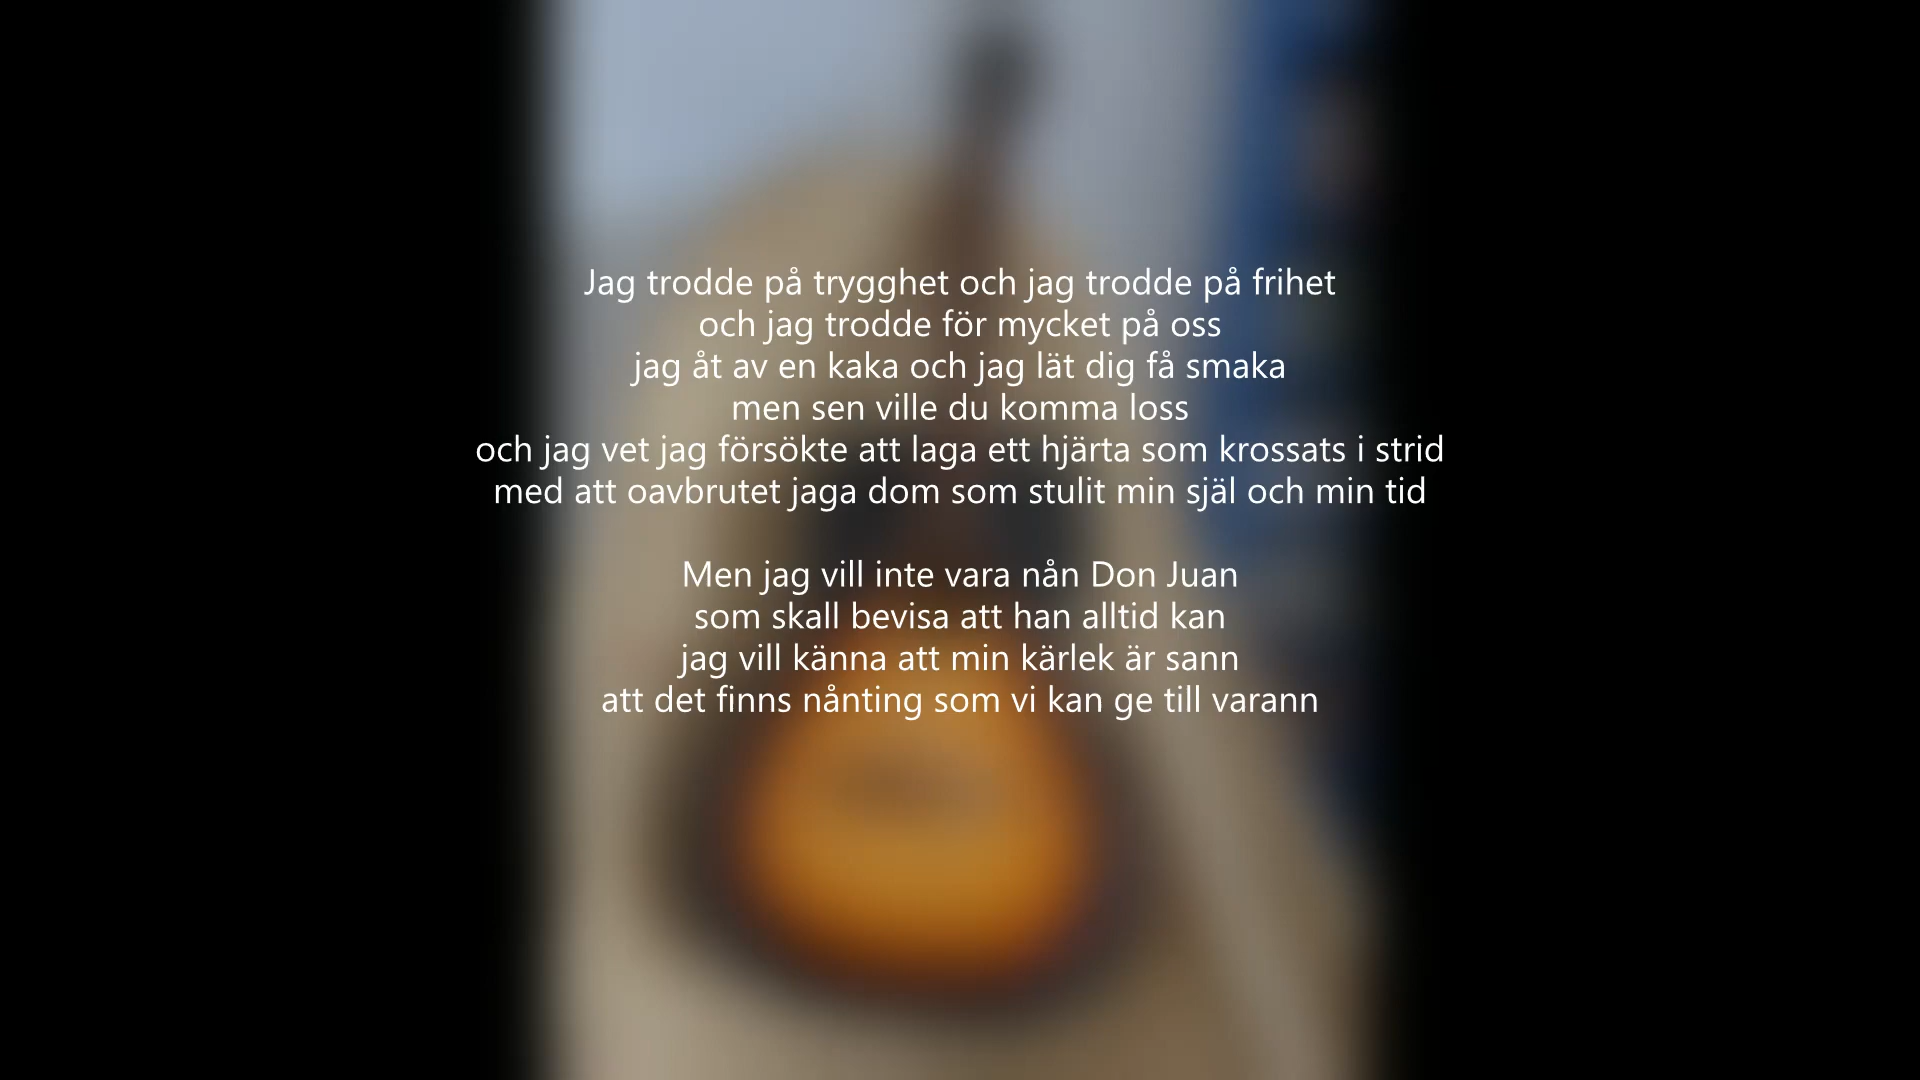 Jag trodde på trygghet och jag trodde på frihet
och jag trodde för mycket på oss
jag åt av en kaka och jag lät dig få smaka
men sen ville du komma loss
och jag vet jag försökte att laga ett hjärta som krossats i strid
med att oavbrutet jaga dom som stulit min själ och min tid
Men jag vill inte vara nån Don Juan
som skall bevisa att han alltid kan
jag vill känna att min kärlek är sann
att det finns nånting som vi kan ge till varann